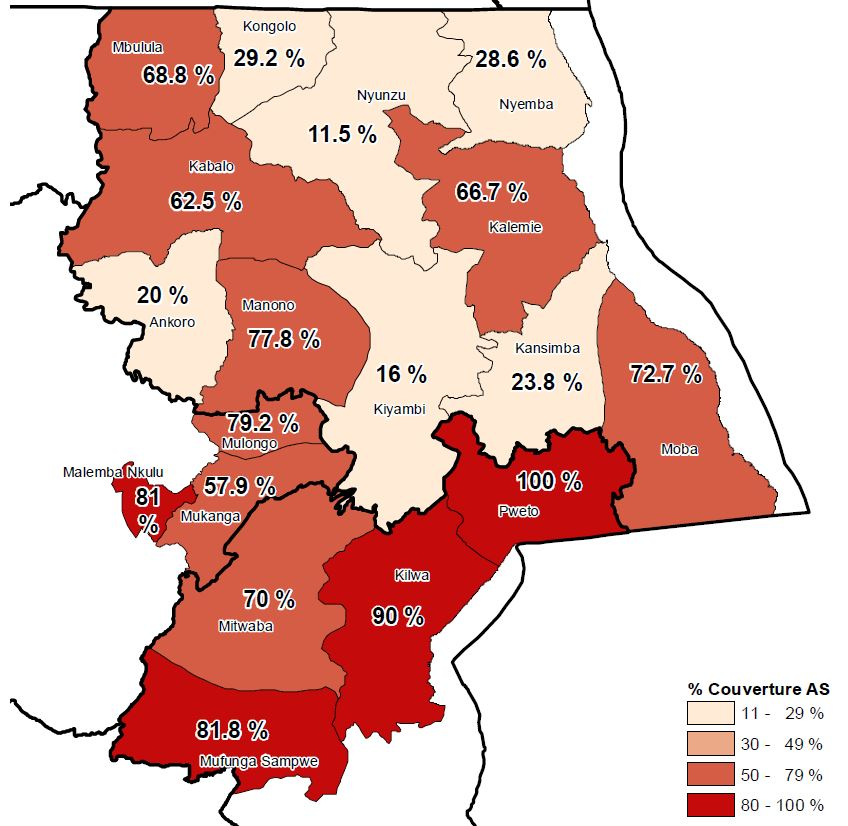 Kongolo
29.2 %
Mbulula
68.8 %
28.6 %
Nyemba
Nyunzu
11.5 %
Kabalo
62.5 %
66.7 %
Kalemie
20 %
Ankoro
Manono
77.8 %
Kansimba
23.8 %
16 %
Kiyambi
72.7 %
Moba
79.2 %
Mulongo
Malemba Nkulu
81
%
57.9 %
Mukanga
100 %
Pweto
Kilwa
90 %
70 %
Mitwaba
81.8 %
Mufunga Sampwe
% Couverture AS
11 - 29 %
30 - 49 %
50 - 79 %
80 - 100 %